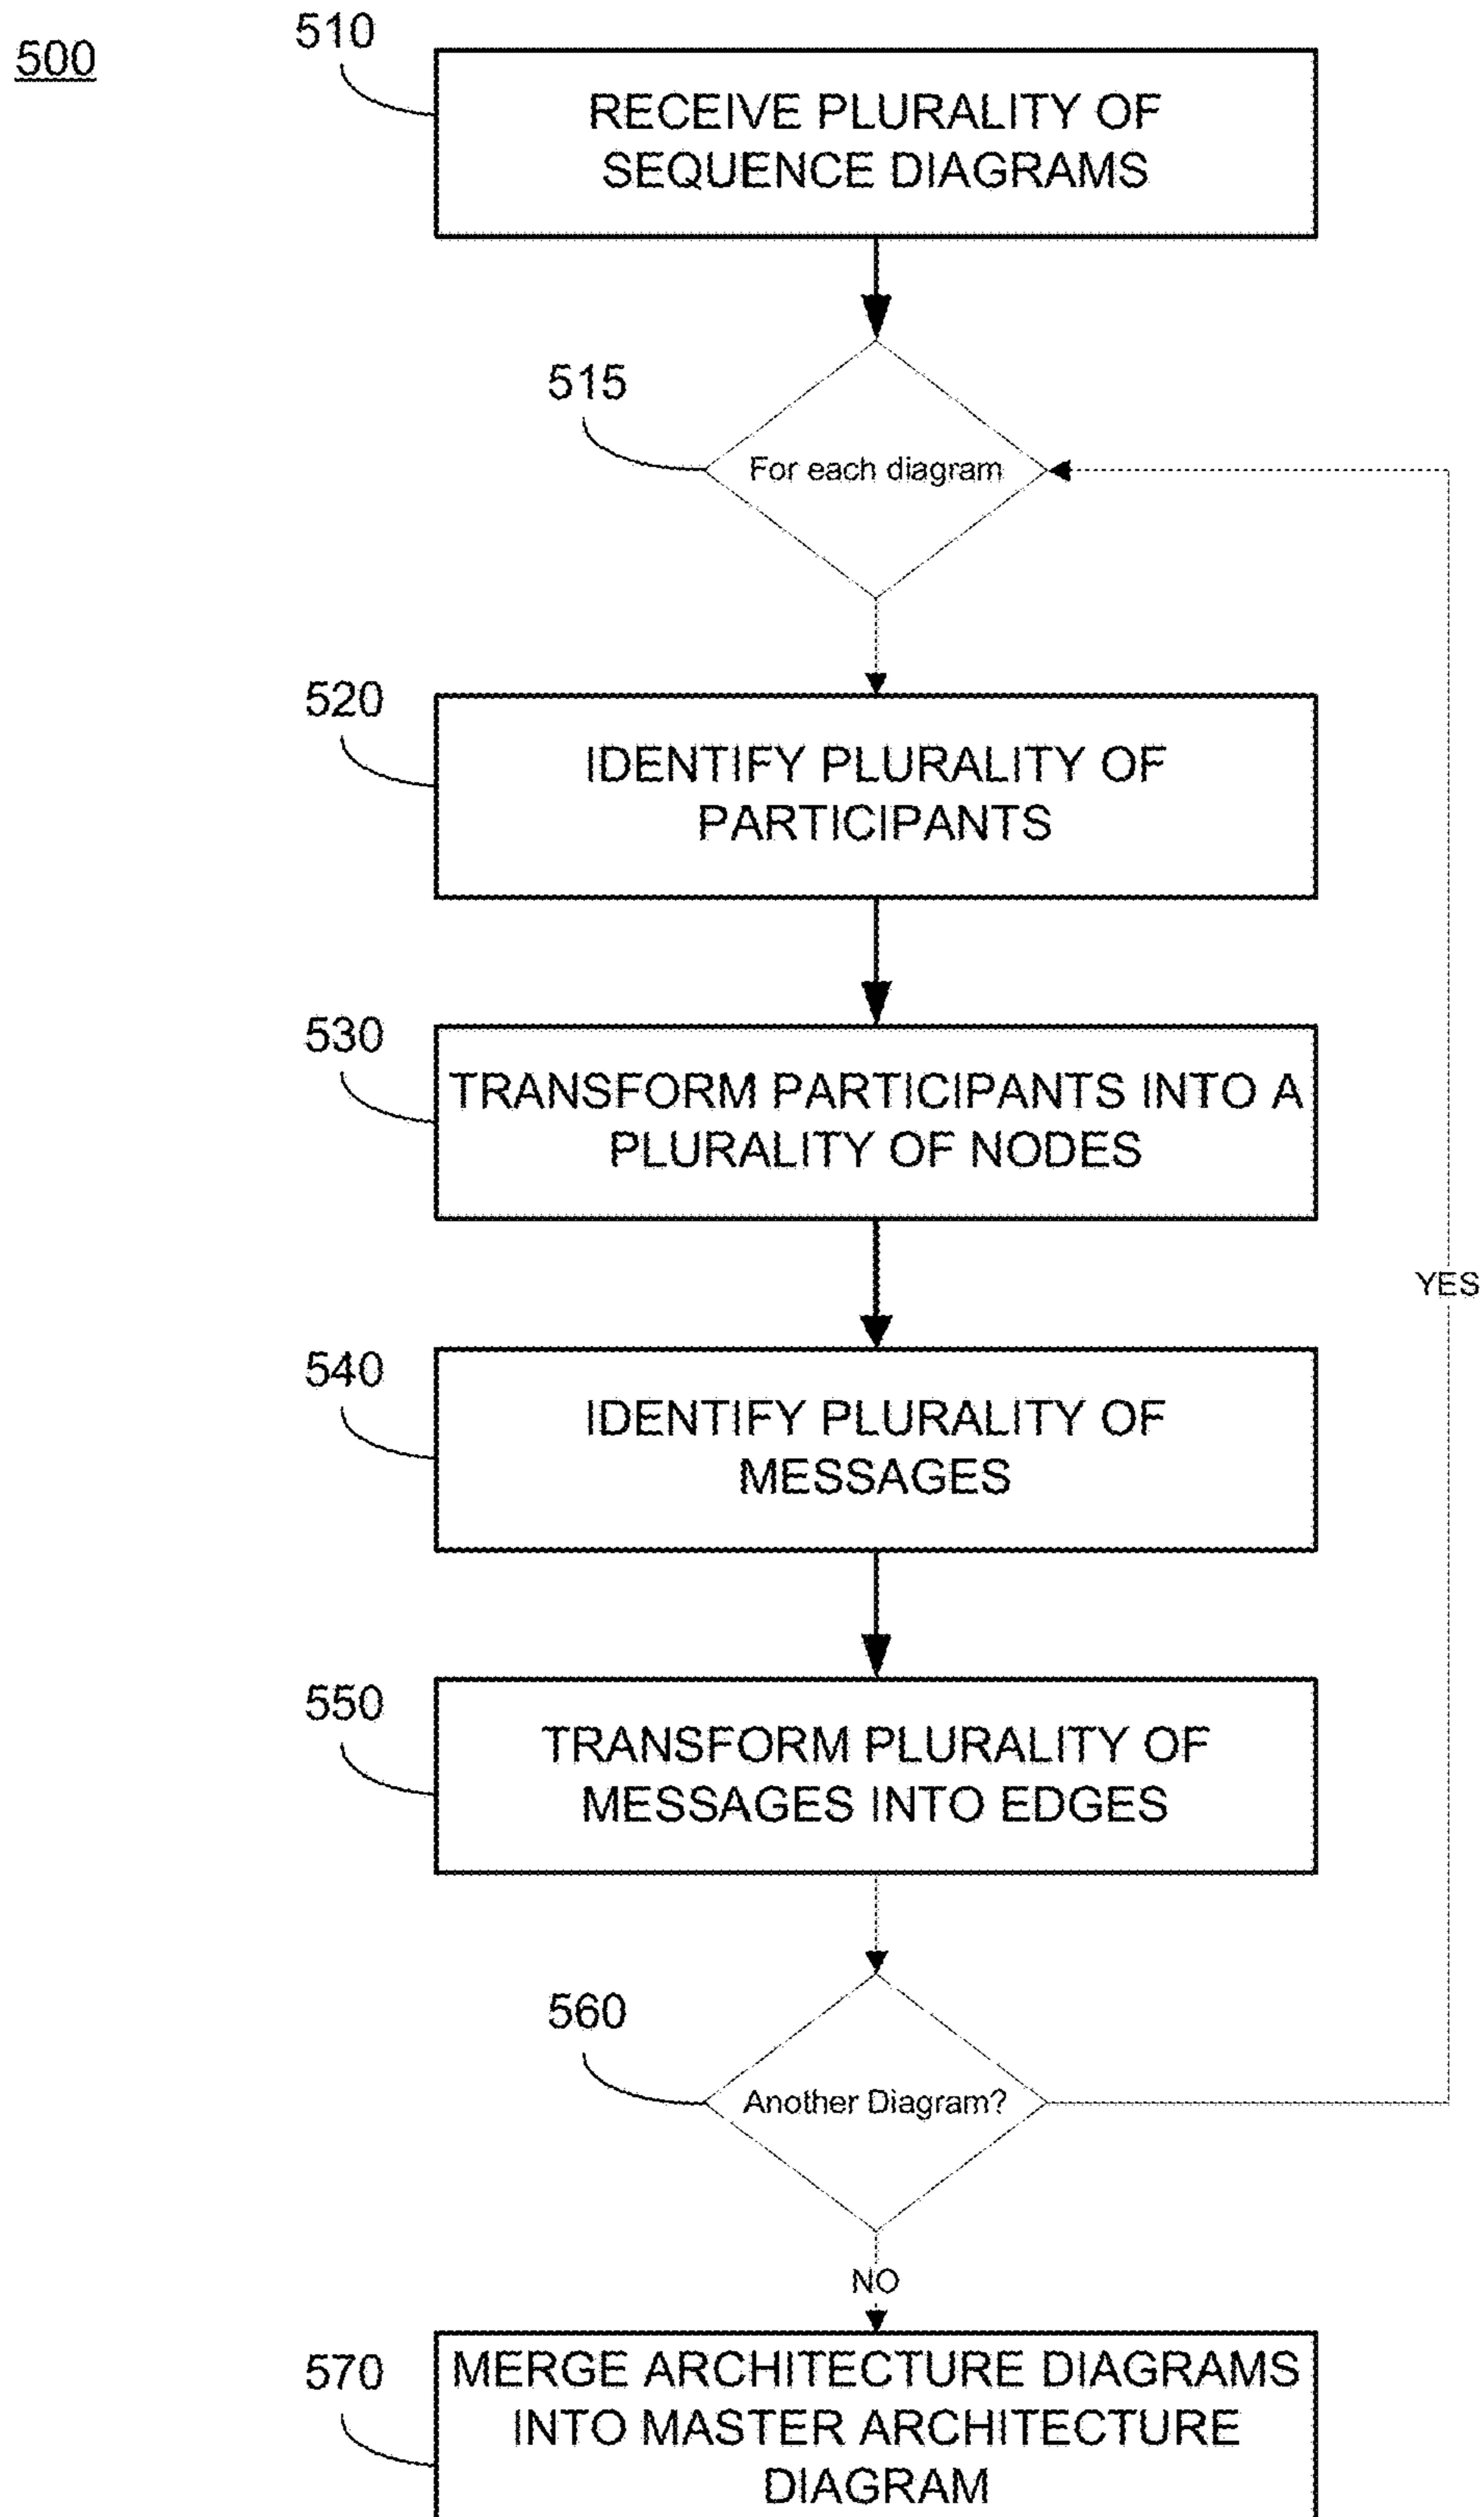 500
510
RECEIVE PLURALITY OF
SEQUENCE DIAGRAMS
515
For each diagram
520
IDENTIFY PLURALITY OF
PARTICIPANTS
530
TRANSFORM PARTICIPANTS INTO A
PLURALITY OF NODES
YES
540
IDENTIFY PLURALITY OF
MESSAGES
550
TRANSFORM PLURALITY OF
MESSAGES INTO EDGES
560
Another Diagram?
NO
570
MERGE ARCHITECTURE DIAGRAMS
INTO MASTER ARCHITECTURE
DIAGRAM